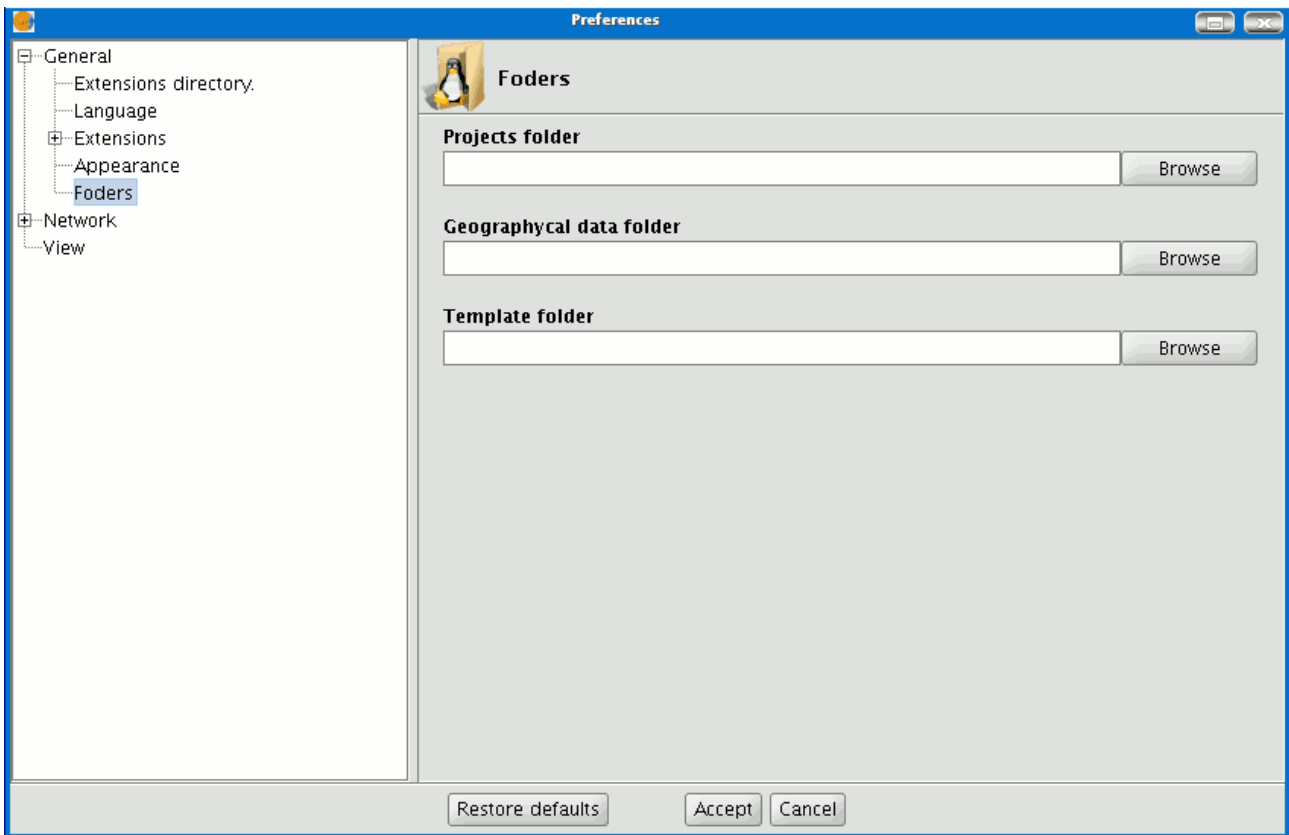 Preferences
General
Extensions directory.
Language
Extensions
Appearance
Foders
Network
View
Foders
Projects folder
Browse
Geographycal data folder
Browse
Template folder
Browse
Restore defaults
Accept
Cancel